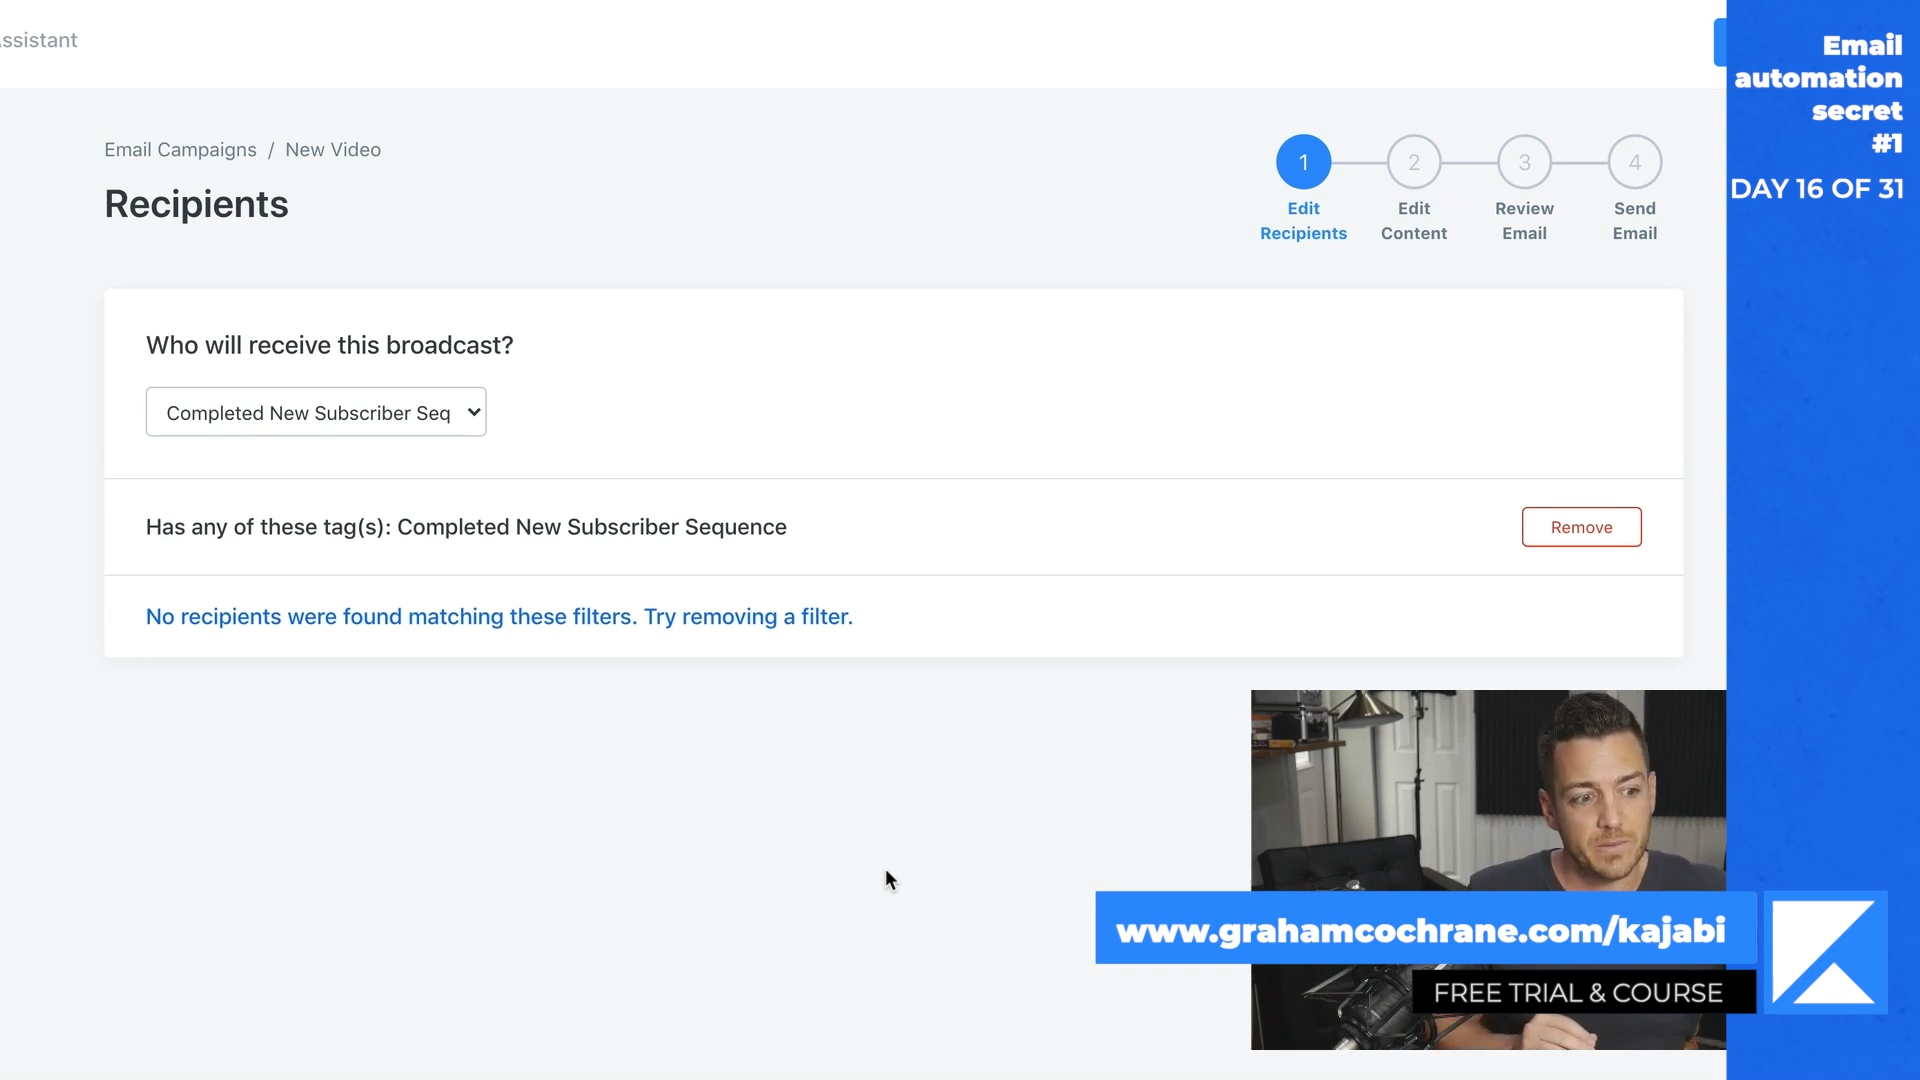 ssistant
Email Campaigns / New Video
Recipients
1
Edit
Recipients
2
Edit
Content
3
Review
Email
4
Send
Email
Who will receive this broadcast?
Completed New Subscriber Seq
Has any of these tag(s): Completed New Subscriber Sequence
Remove
No recipients were found matching these filters. Try removing a filter.
Email
automation
secret
#1
DAY 16 OF 31
www.grahamcochrane.com/kajabi
FREE TRIAL & COURSE